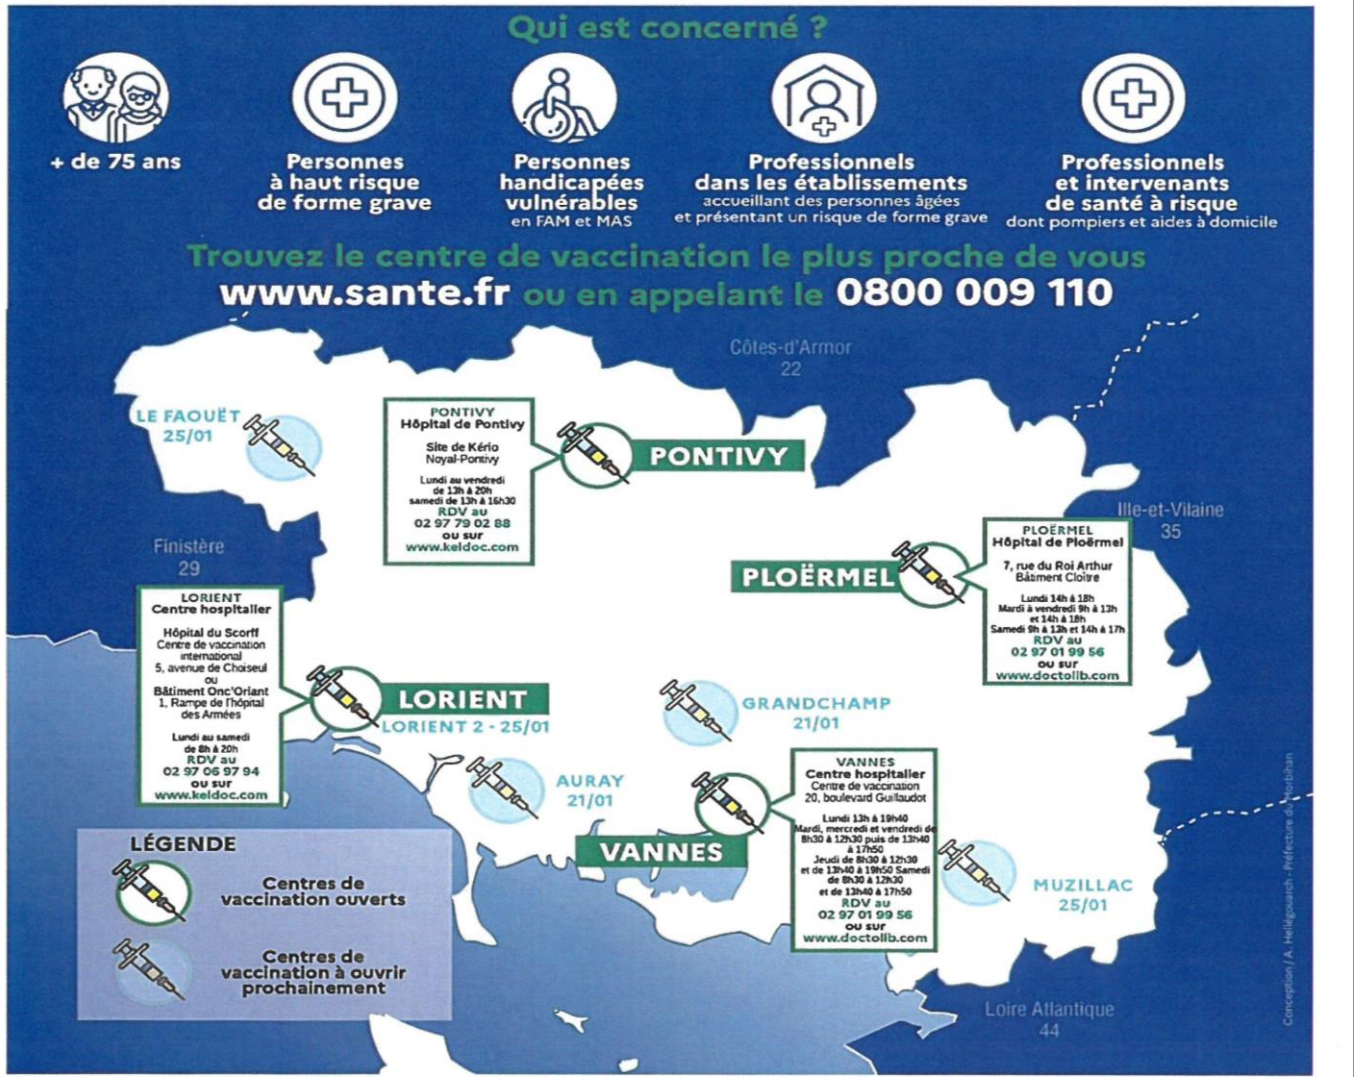 Qui est concerné ?
+ de 75 ans
Personnes
à haut risque
de forme grave
Personnes
handicapées
vulnérables
en FAM et MAS
Professionnels
dans les établissements
accueillant des personnes âgées
et présentant un risque de forme grave
Professionnels
et intervenants
de santé à risque
dont pompiers et aides à domicile
Trouvez le centre de vaccination le plus proche de vous
www.sante.fr ou en appelant le 0800 009 110
Côtes-d'Armor
22
LE FAOUËT
25/01
PONTIVY
Hôpital de Pontivy
Site de Kério
Noyal-Pontivy
Lundi au vendredi
de 13h à 20h
samedi de 13h à 16h30
RDV au
02 97 79 02 88
ou sur
www.keldoc.com
PONTIVY
Ille-et-Vilaine
35
Finistère
29
PLOËRMEL
PLOËRMEL
Hôpital de Ploërmel
7, rue du Roi Arthur
Bâtiment Cloître
Lundi 14h à 18h
Mardi à vendredi 9h à 13h
et 14h à 18h
Samedi 9h à 13h et 14h à 17h
RDV au
02 97 01 99 56
ou sur
www.doctolib.com
LORIENT
Centre hospitalier
Hôpital du Scorff
Centre de vaccination
international
5, avenue de Choiseul
ou
Bâtiment Onc'Oriant
1, Rampe de l'hôpital
des Armées
Lundi au samedi
de 8h à 20h
RDV au
02 97 06 97 94
ou sur
www.keldoc.com
LORIENT
LORIENT 2 - 25/01
GRANDCHAMP
21/01
AURAY
21/01
VANNES
VANNES
Centre hospitalier
Centre de vaccination
20, boulevard Guillaudot
Lundi 13h à 19h40
Mardi, mercredi et vendredi de
8h30 à 12h30 puis de 13h40
à 17h50
Jeudi de 8h30 à 12h30
et de 13h40 à 19h50 Samedi
de 8h30 à 12h30
et de 13h40 à 17h50
RDV au
02 97 01 99 56
ou sur
www.doctolib.com
MUZILLAC
25/01
LÉGENDE
Centres de
vaccination ouverts
Centres de
vaccination à ouvrir
prochainement
Loire Atlantique
44
Conception / A. Hellégouarch - Préfecture du Morbihan